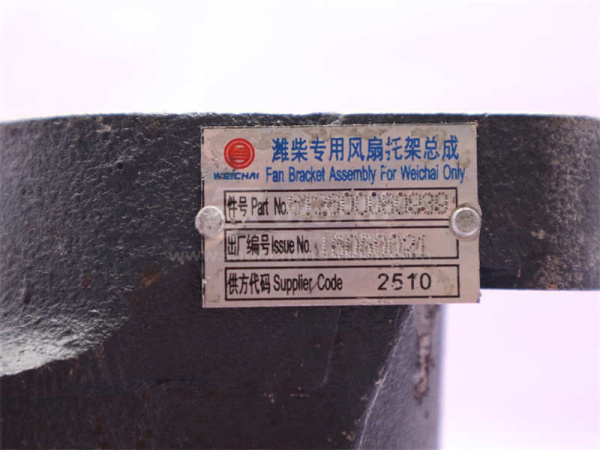 潍柴专用风扇托架总成
WEICHAI Fan Bracket Assembly For Weichai Only
件号 Part No.
出厂编号 Issue No.
供方代码 Supplier Code 2510